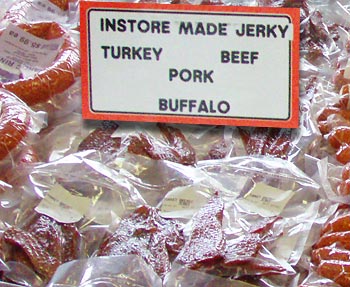 INSTORE MADE JERKY
TURKEY BEEF
PORK
BUFFALO